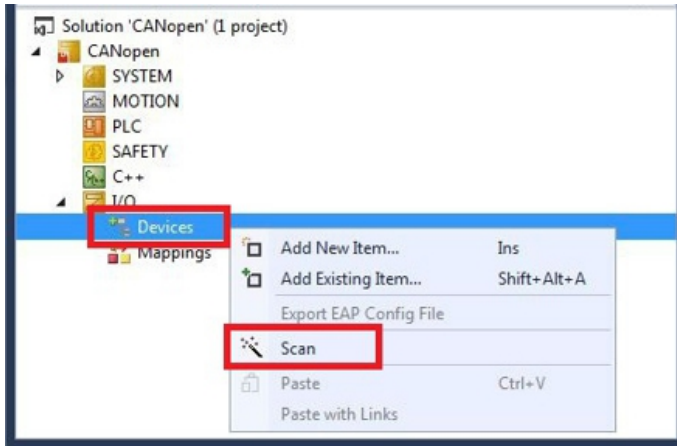 Solution 'CANopen' (1 project)
CANopen
SYSTEM
MOTION
PLC
SAFETY
C++
I/O
Devices
Mappings
Add New Item... Ins
Add Existing Item... Shift+Alt+A
Export EAP Config File
Scan
Paste Ctrl+V
Paste with Links